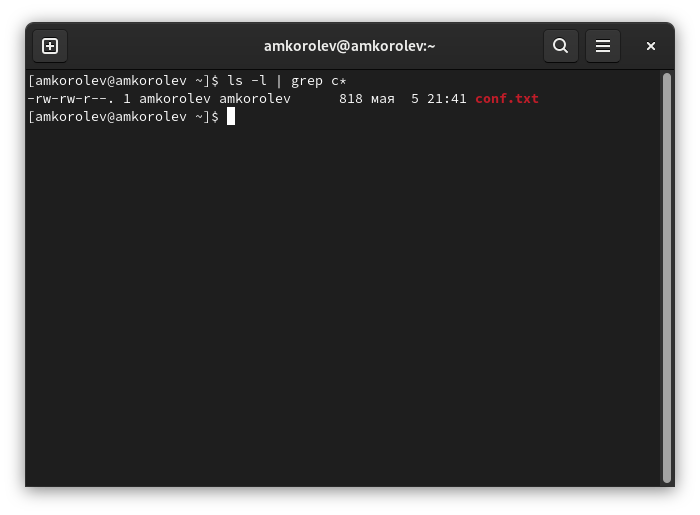 amkorolev@amkorolev:~
[amkorolev@amkorolev ~]$ ls -l | grep c*
-rw-rw-r--. 1 amkorolev amkorolev      818 мая  5 21:41 conf.txt
[amkorolev@amkorolev ~]$